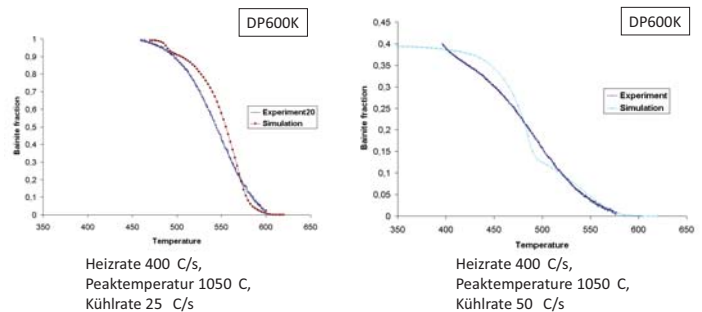 DP600K
1
0,9
0,8
0,7
0,6
0,5
0,4
0,3
0,2
0,1
0
Bainite fraction
Experiment20
Simulation
350 400 450 500 550 600 650
Temperature
Heizrate 400 C/s,
Peaktemperatur 1050 C,
Kühlrate 25 C/s
DP600K
0,45
0,4
0,35
0,3
0,25
0,2
0,15
0,1
0,05
0
Bainite fraction
Experiment
Simulation
350 400 450 500 550 600 650
Temperature
Heizrate 400 C/s,
Peaktemperature 1050 C,
Kühlrate 50 C/s